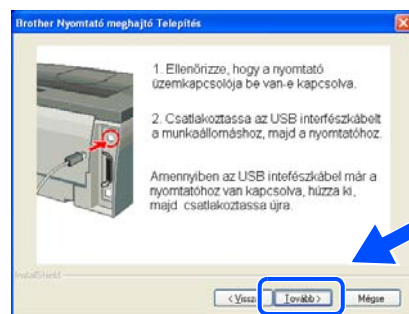 Brother Nyomtató meghajtó Telepítés
1. Ellenőrizze, hogy a nyomtató
üzemkapcsolója be van-e kapcsolva.
2. Csatlakoztassa az USB interfészkábelt
a munkaállomáshoz, majd a nyomtatóhoz.
Amennyiben az USB intefészkábel már a
nyomtatóhoz van kapcsolva, húzza ki,
majd csatlakoztassa újra.
InstallShield
< Vissza Tovább > Mégse